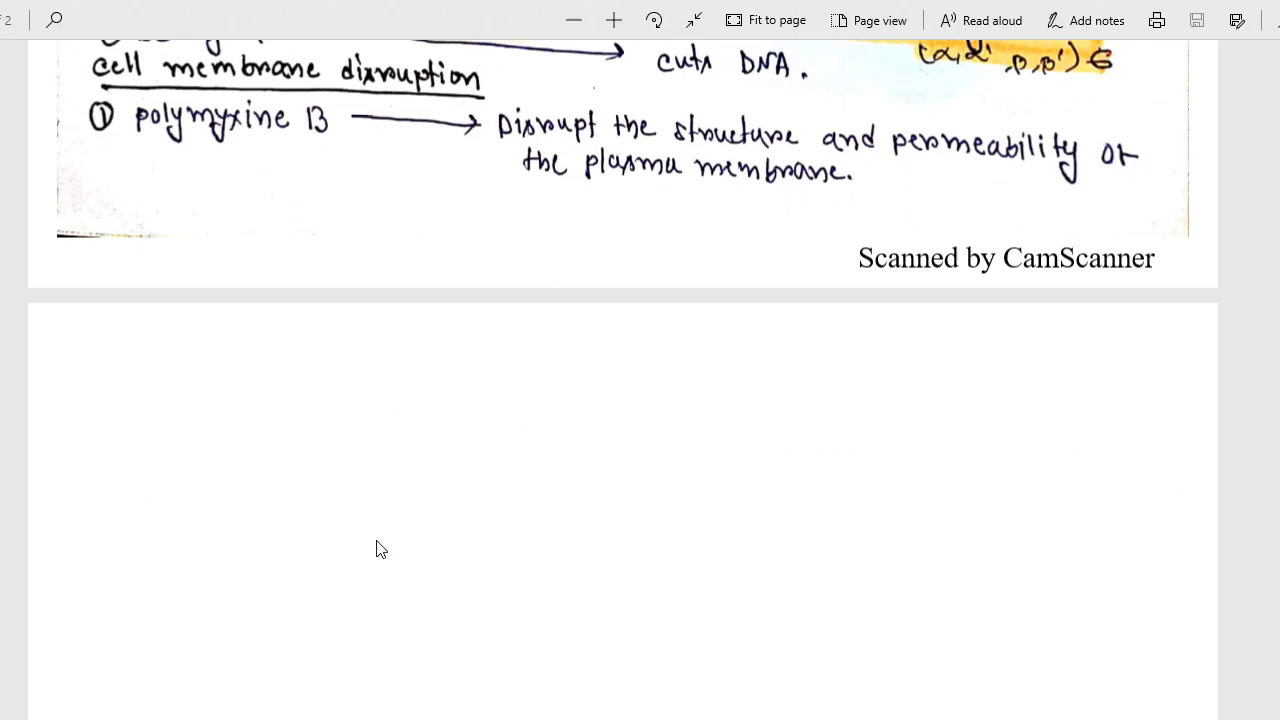 2
Fit to page
Page view
Read aloud
Add notes
cuts DNA.
(α,α'
,β,β') G
cell membrane disruption
① polymyxine B → Disrupt the structure and permeability of
the plasma membrane.
Scanned by CamScanner